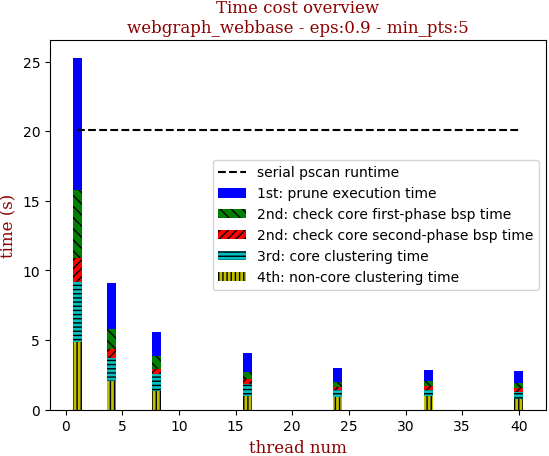 Time cost overview
webgraph_webbase - eps:0.9 - min_pts:5
time (s)
25
20
15
10
5
0
serial pscan runtime
1st: prune execution time
2nd: check core first-phase bsp time
2nd: check core second-phase bsp time
3rd: core clustering time
4th: non-core clustering time
0 5 10 15 20 25 30 35 40
thread num